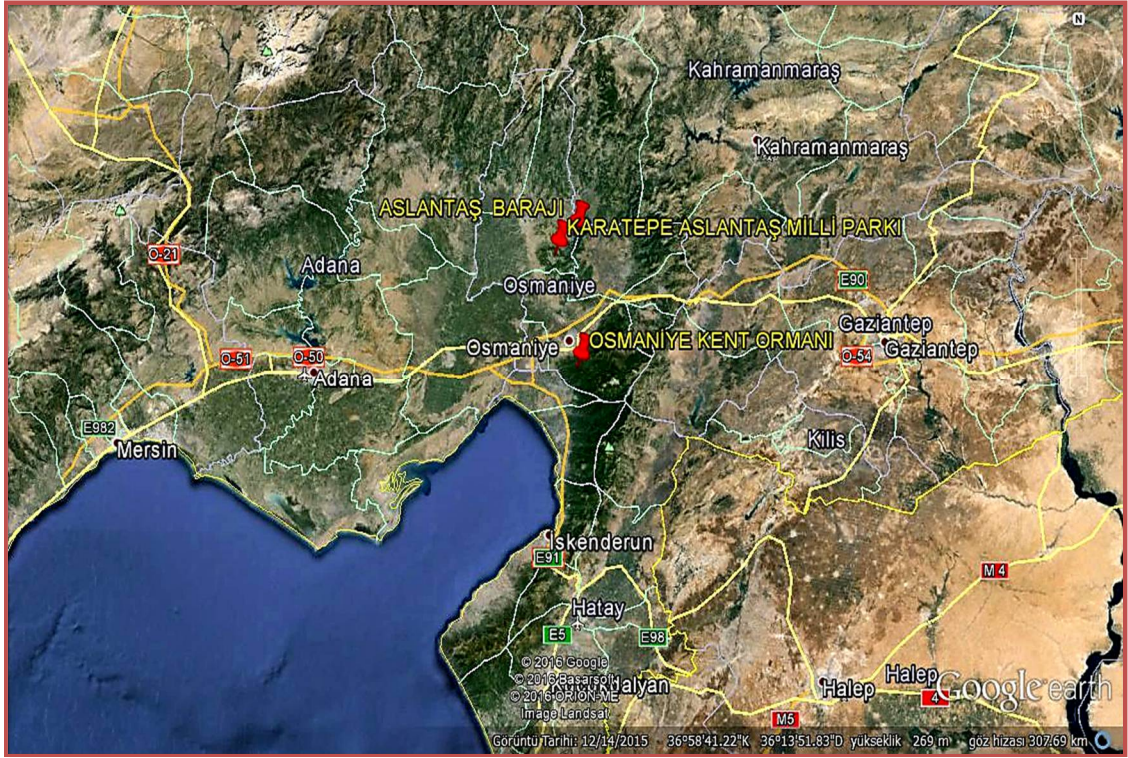 N
Kahramanmaraş
Kahramanmaraş
ASLANTAŞ BARAJI
KARATEPE ASLANTAŞ MİLLİ PARKI
O-21
Adana
Osmaniye
E90
Gaziantep
OSMANİYE KENT ORMANI
Osmaniye
Gaziantep
O-54
O-51
O-50
Adana
E982
Mersin
Kilis
İskenderun
E91
M 4
Hatay
E5
E98
© 2016 Google
© 2016 Basarsoft
© 2016 ORION-ME
Image Landsat
Halep
Halep
4
Google earth
M5
Görüntü Tarihi: 12/14/2015 36°58'41.22"K 36°13'51.83"D yükseklik 269 m göz hizası 307.69 km